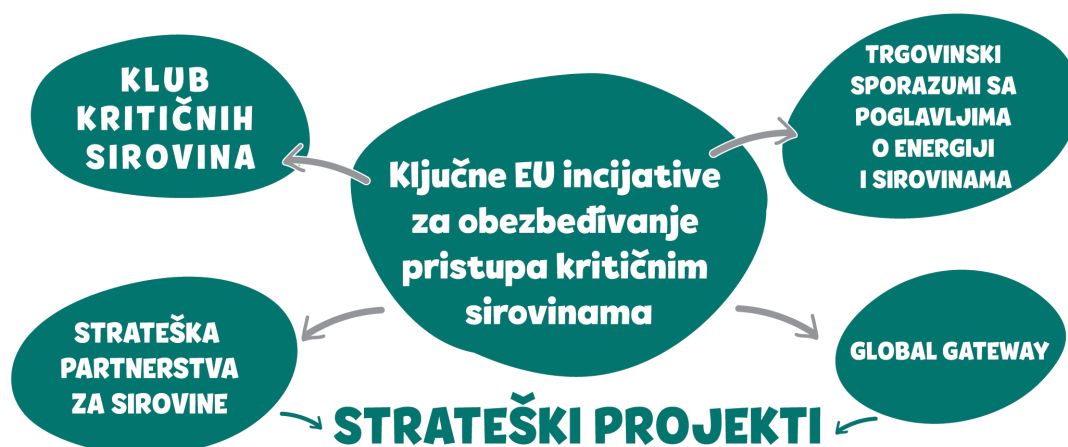 KLUB
KRITIČNIH
SIROVINA
TRGOVINSKI
SPORAZUMI SA
POGLAVLJIMA
O ENERGIJI
I SIROVINAMA
Ključne EU incijative
za obezbeđivanje
pristupa kritičnim
sirovinama
STRATEŠKA
PARTNERSTVA
ZA SIROVINE
GLOBAL GATEWAY
STRATEŠKI PROJEKTI